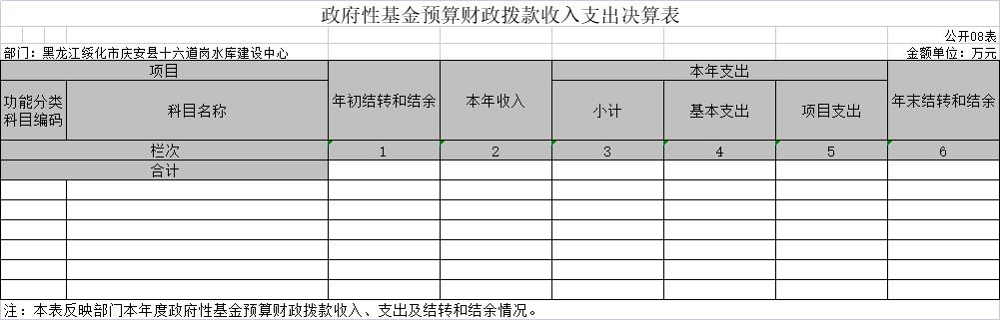 政府性基金预算财政拨款收入支出决算表
公开08表
部门：黑龙江绥化市庆安县十六道岗水库建设中心 金额单位：万元
项目 年初结转和结余 本年收入 本年支出 年末结转和结余
功能分类科目编码 科目名称 小计 基本支出 项目支出
栏次 1 2 3 4 5 6
合计
注：本表反映部门本年度政府性基金预算财政拨款收入、支出及结转和结余情况。